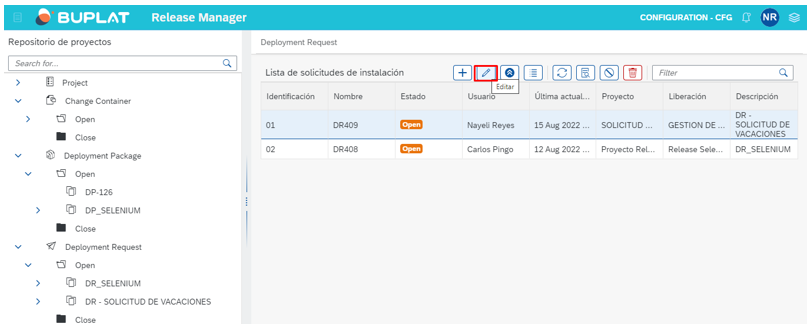 BUPLAT Release Manager CONFIGURATION - CFG NR
Repositorio de proyectos
Search for...
Project
Change Container
Open
Close
Deployment Package
Open
DP-126
DP_SELENIUM
Close
Deployment Request
Open
DR_SELENIUM
DR - SOLICITUD DE VACACIONES
Close
Deployment Request
Lista de solicitudes de instalación Filter
Editar
Identificación Nombre Estado Usuario Última actual... Proyecto Liberación Descripción
01 DR409 Open Nayeli Reyes 15 Aug 2022 ... SOLICITUD ... GESTION DE ... DR -
SOLICITUD DE
VACACIONES
02 DR408 Open Carlos Pingo 12 Aug 2022 ... Proyecto Rel... Release Sele... DR_SELENIUM